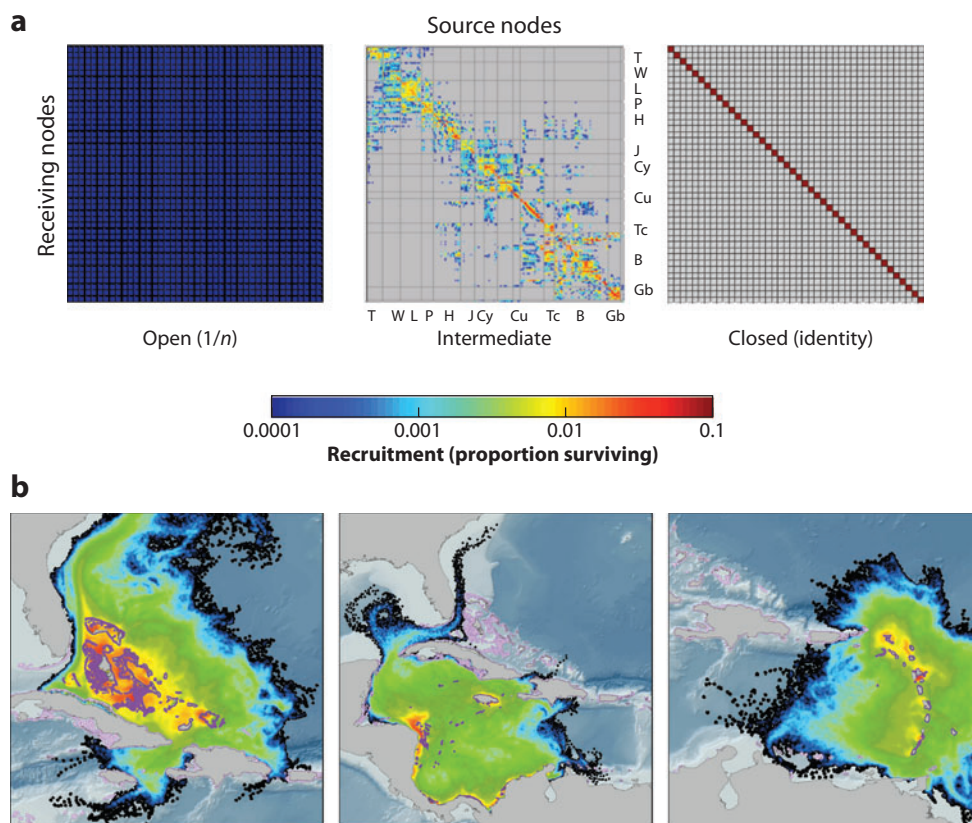 a
Source nodes
Receiving nodes
T
W
L
P
H
J
Cy
Cu
Tc
B
Gb
T W L P H J Cy Cu Tc B Gb
Open (1/n)
Intermediate
Closed (identity)
0.0001 0.001 0.01 0.1
Recruitment (proportion surviving)
b